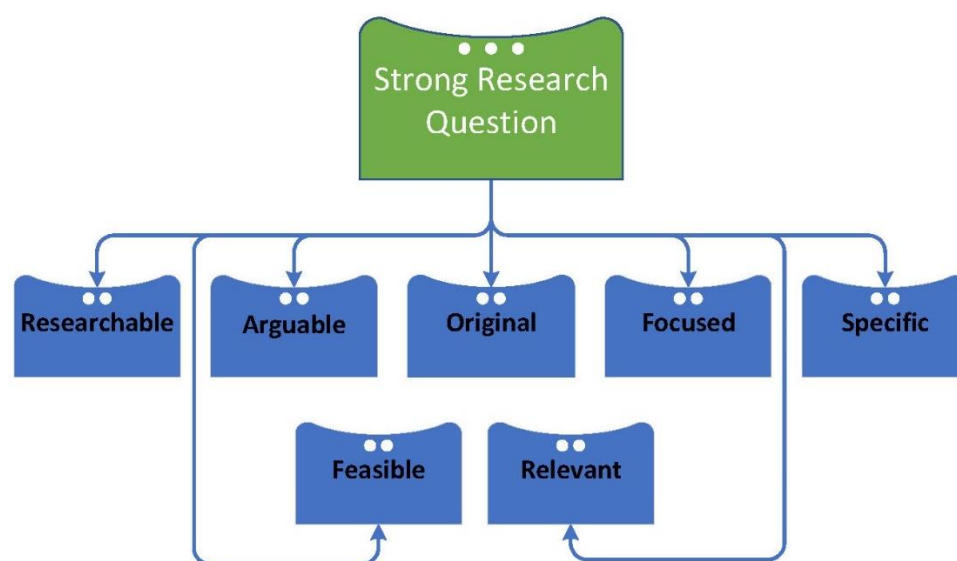 Strong Research
Question
Researchable
Arguable
Original
Focused
Specific
Feasible
Relevant